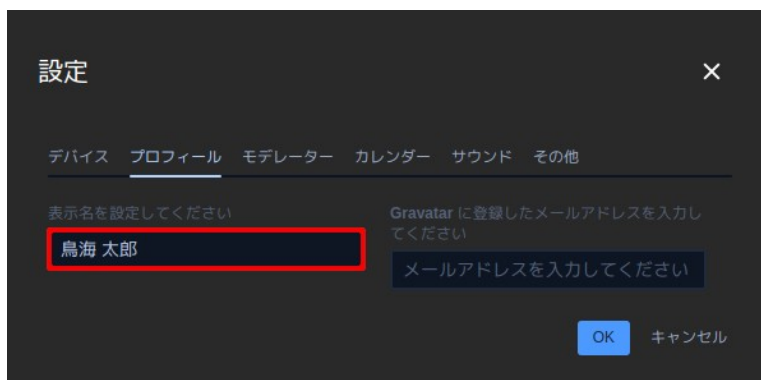 設定
デバイス プロフィール モデレーター カレンダー サウンド その他
表示名を設定してください
鳥海 太郎
Gravatar に登録したメールアドレスを入力し
てください
メールアドレスを入力してください
OK キャンセル